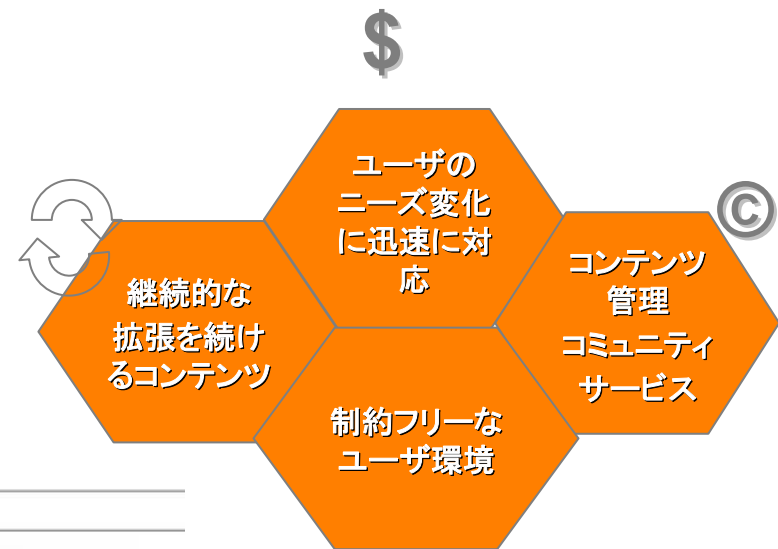 $
ユーザの
ニーズ変化
に迅速に対
応
©
コンテンツ
管理
コミュニティ
サービス
継続的な
拡張を続け
るコンテンツ
制約フリーな
ユーザ環境